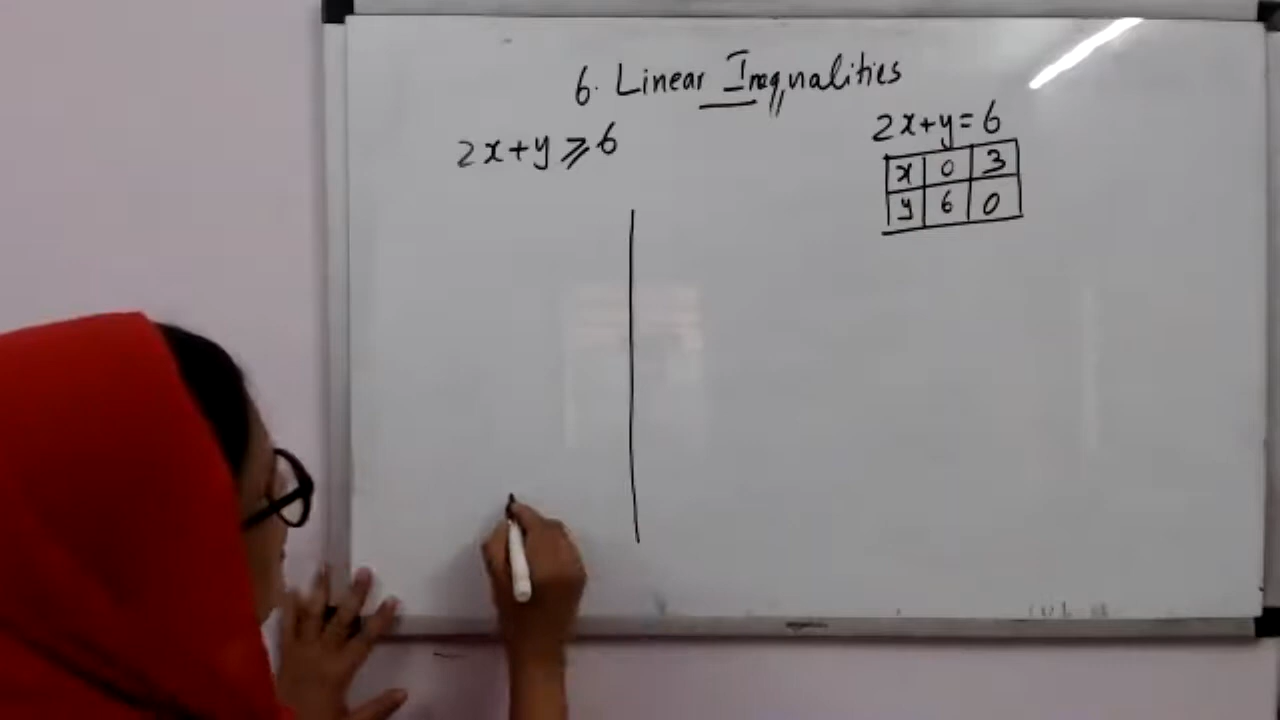 6. Linear Inequalities
2x+y ⩾ 6
2x+y=6
x 0 3
y 6 0